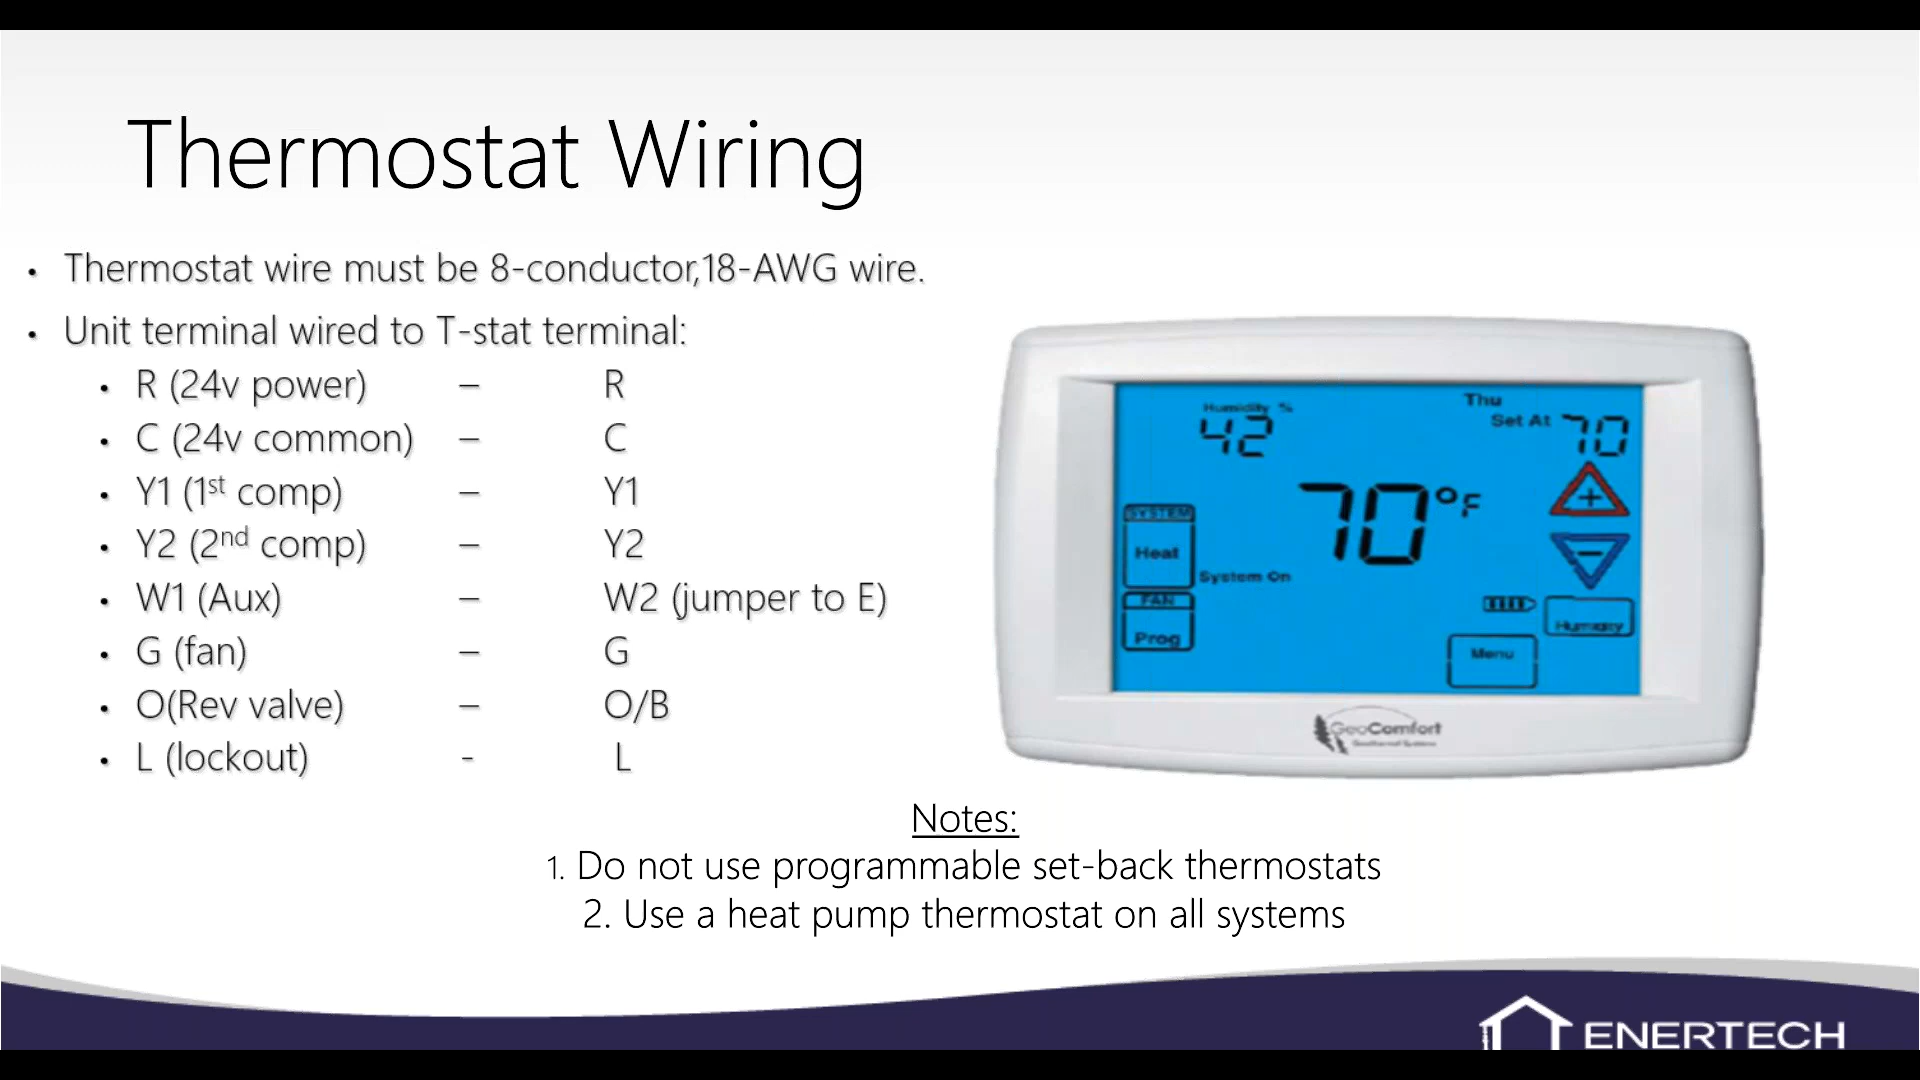 Thermostat Wiring
• Thermostat wire must be 8-conductor,18-AWG wire.
• Unit terminal wired to T-stat terminal:
• R (24v power) – R
• C (24v common) – C
• Y1 (1st comp) – Y1
• Y2 (2nd comp) – Y2
• W1 (Aux) – W2 (jumper to E)
• G (fan) – G
• O(Rev valve) – O/B
• L (lockout) - L
Humidity %
42
Thu
Set At 70
70°F
SYSTEM
Heat
System On
FAN
Prog
Humidity
Menu
GeoComfort
Geothermal Systems
Notes:
1. Do not use programmable set-back thermostats
2. Use a heat pump thermostat on all systems
ENERTECH